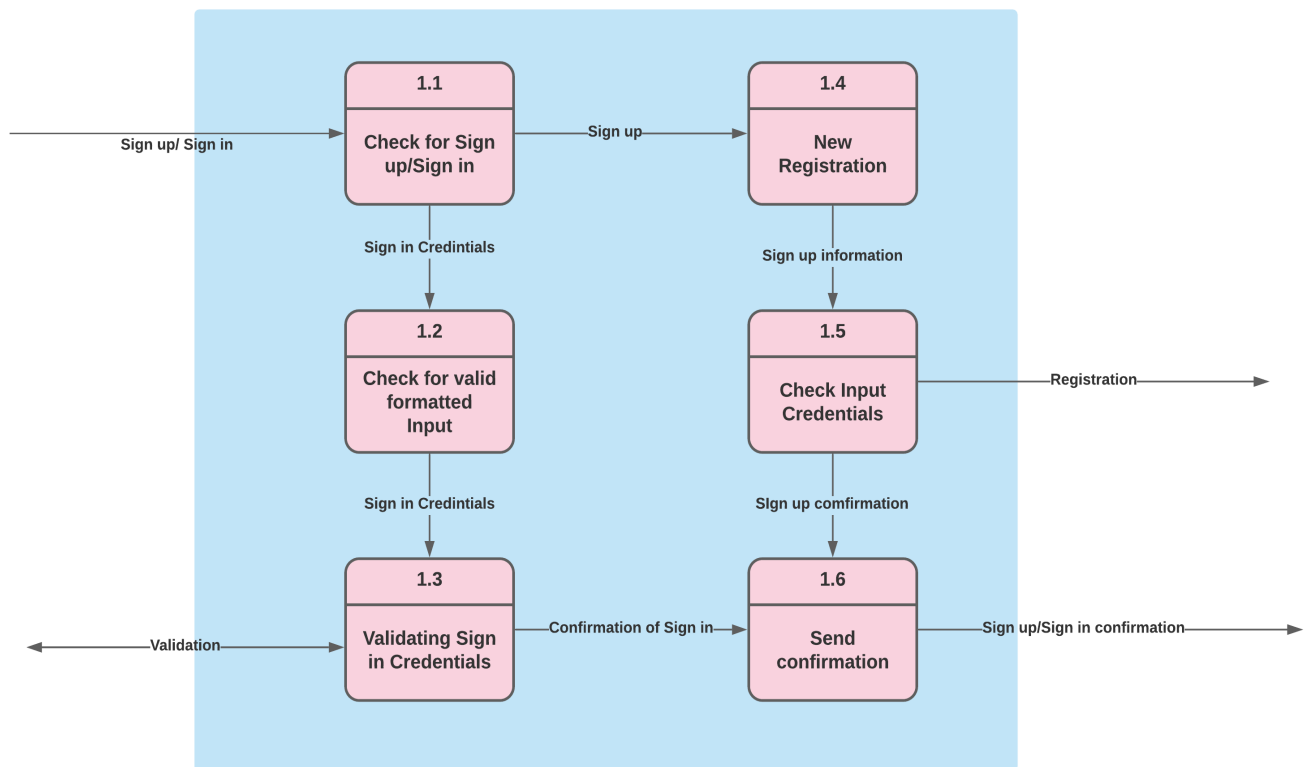 1.1
Check for Sign
up/Sign in
Sign up/ Sign in
Sign up
1.4
New
Registration
Sign in Credintials
Sign up information
1.2
Check for valid
formatted
Input
1.5
Check Input
Credentials
Registration
Sign in Credintials
SIgn up comfirmation
1.3
Validating Sign
in Credentials
Validation
Confirmation of Sign in
1.6
Send
confirmation
Sign up/Sign in confirmation